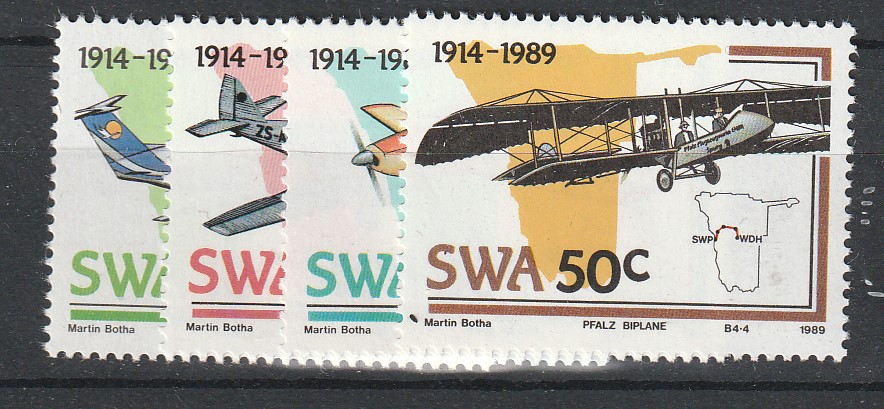 1914-19
SWA
Martin Botha
1914-19
ZS-
SWA
Martin Botha
1914-19
SWA
Martin Botha
1914-1989
SWP
WDH
SWA 50c
Martin Botha
PFALZ BIPLANE
B4·4
1989